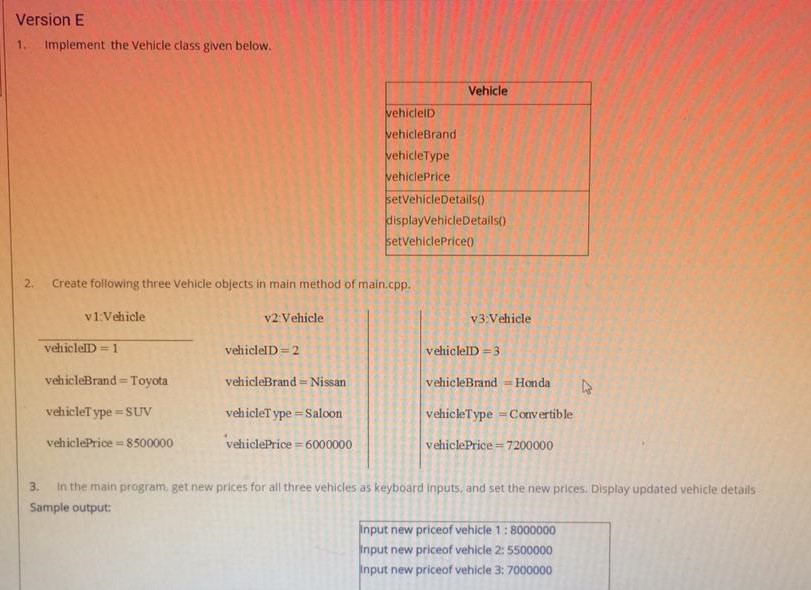 Version E
1. Implement the Vehicle class given below.
Vehicle
vehicleID
vehicleBrand
vehicleType
vehiclePrice
setVehicleDetails()
displayVehicleDetails()
setVehiclePrice()
2. Create following three Vehicle objects in main method of main.cpp.
v1:Vehicle
vehicleID = 1
vehicleBrand = Toyota
vehicleType = SUV
vehiclePrice = 8500000
v2:Vehicle
vehicleID = 2
vehicleBrand = Nissan
vehicleType = Saloon
vehiclePrice = 6000000
v3:Vehicle
vehicleID = 3
vehicleBrand = Honda
vehicleType = Convertible
vehiclePrice = 7200000
3. In the main program, get new prices for all three vehicles as keyboard inputs, and set the new prices. Display updated vehicle details
Sample output:
Input new priceof vehicle 1 : 8000000
Input new priceof vehicle 2: 5500000
Input new priceof vehicle 3: 7000000